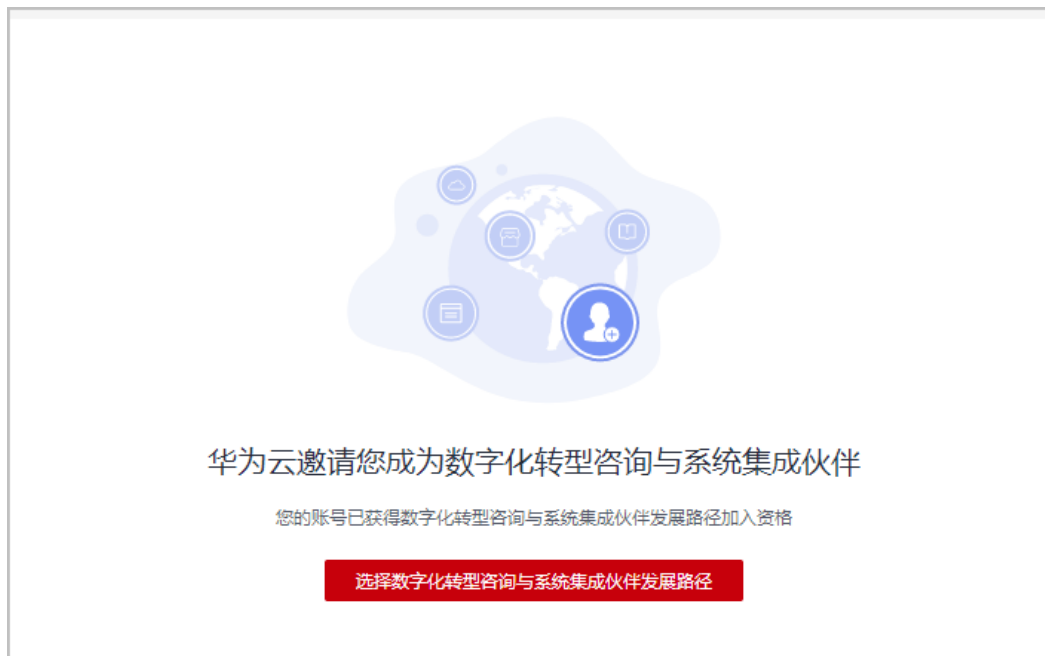 华为云邀请您成为数字化转型咨询与系统集成伙伴
您的账号已获得数字化转型咨询与系统集成伙伴发展路径加入资格
选择数字化转型咨询与系统集成伙伴发展路径